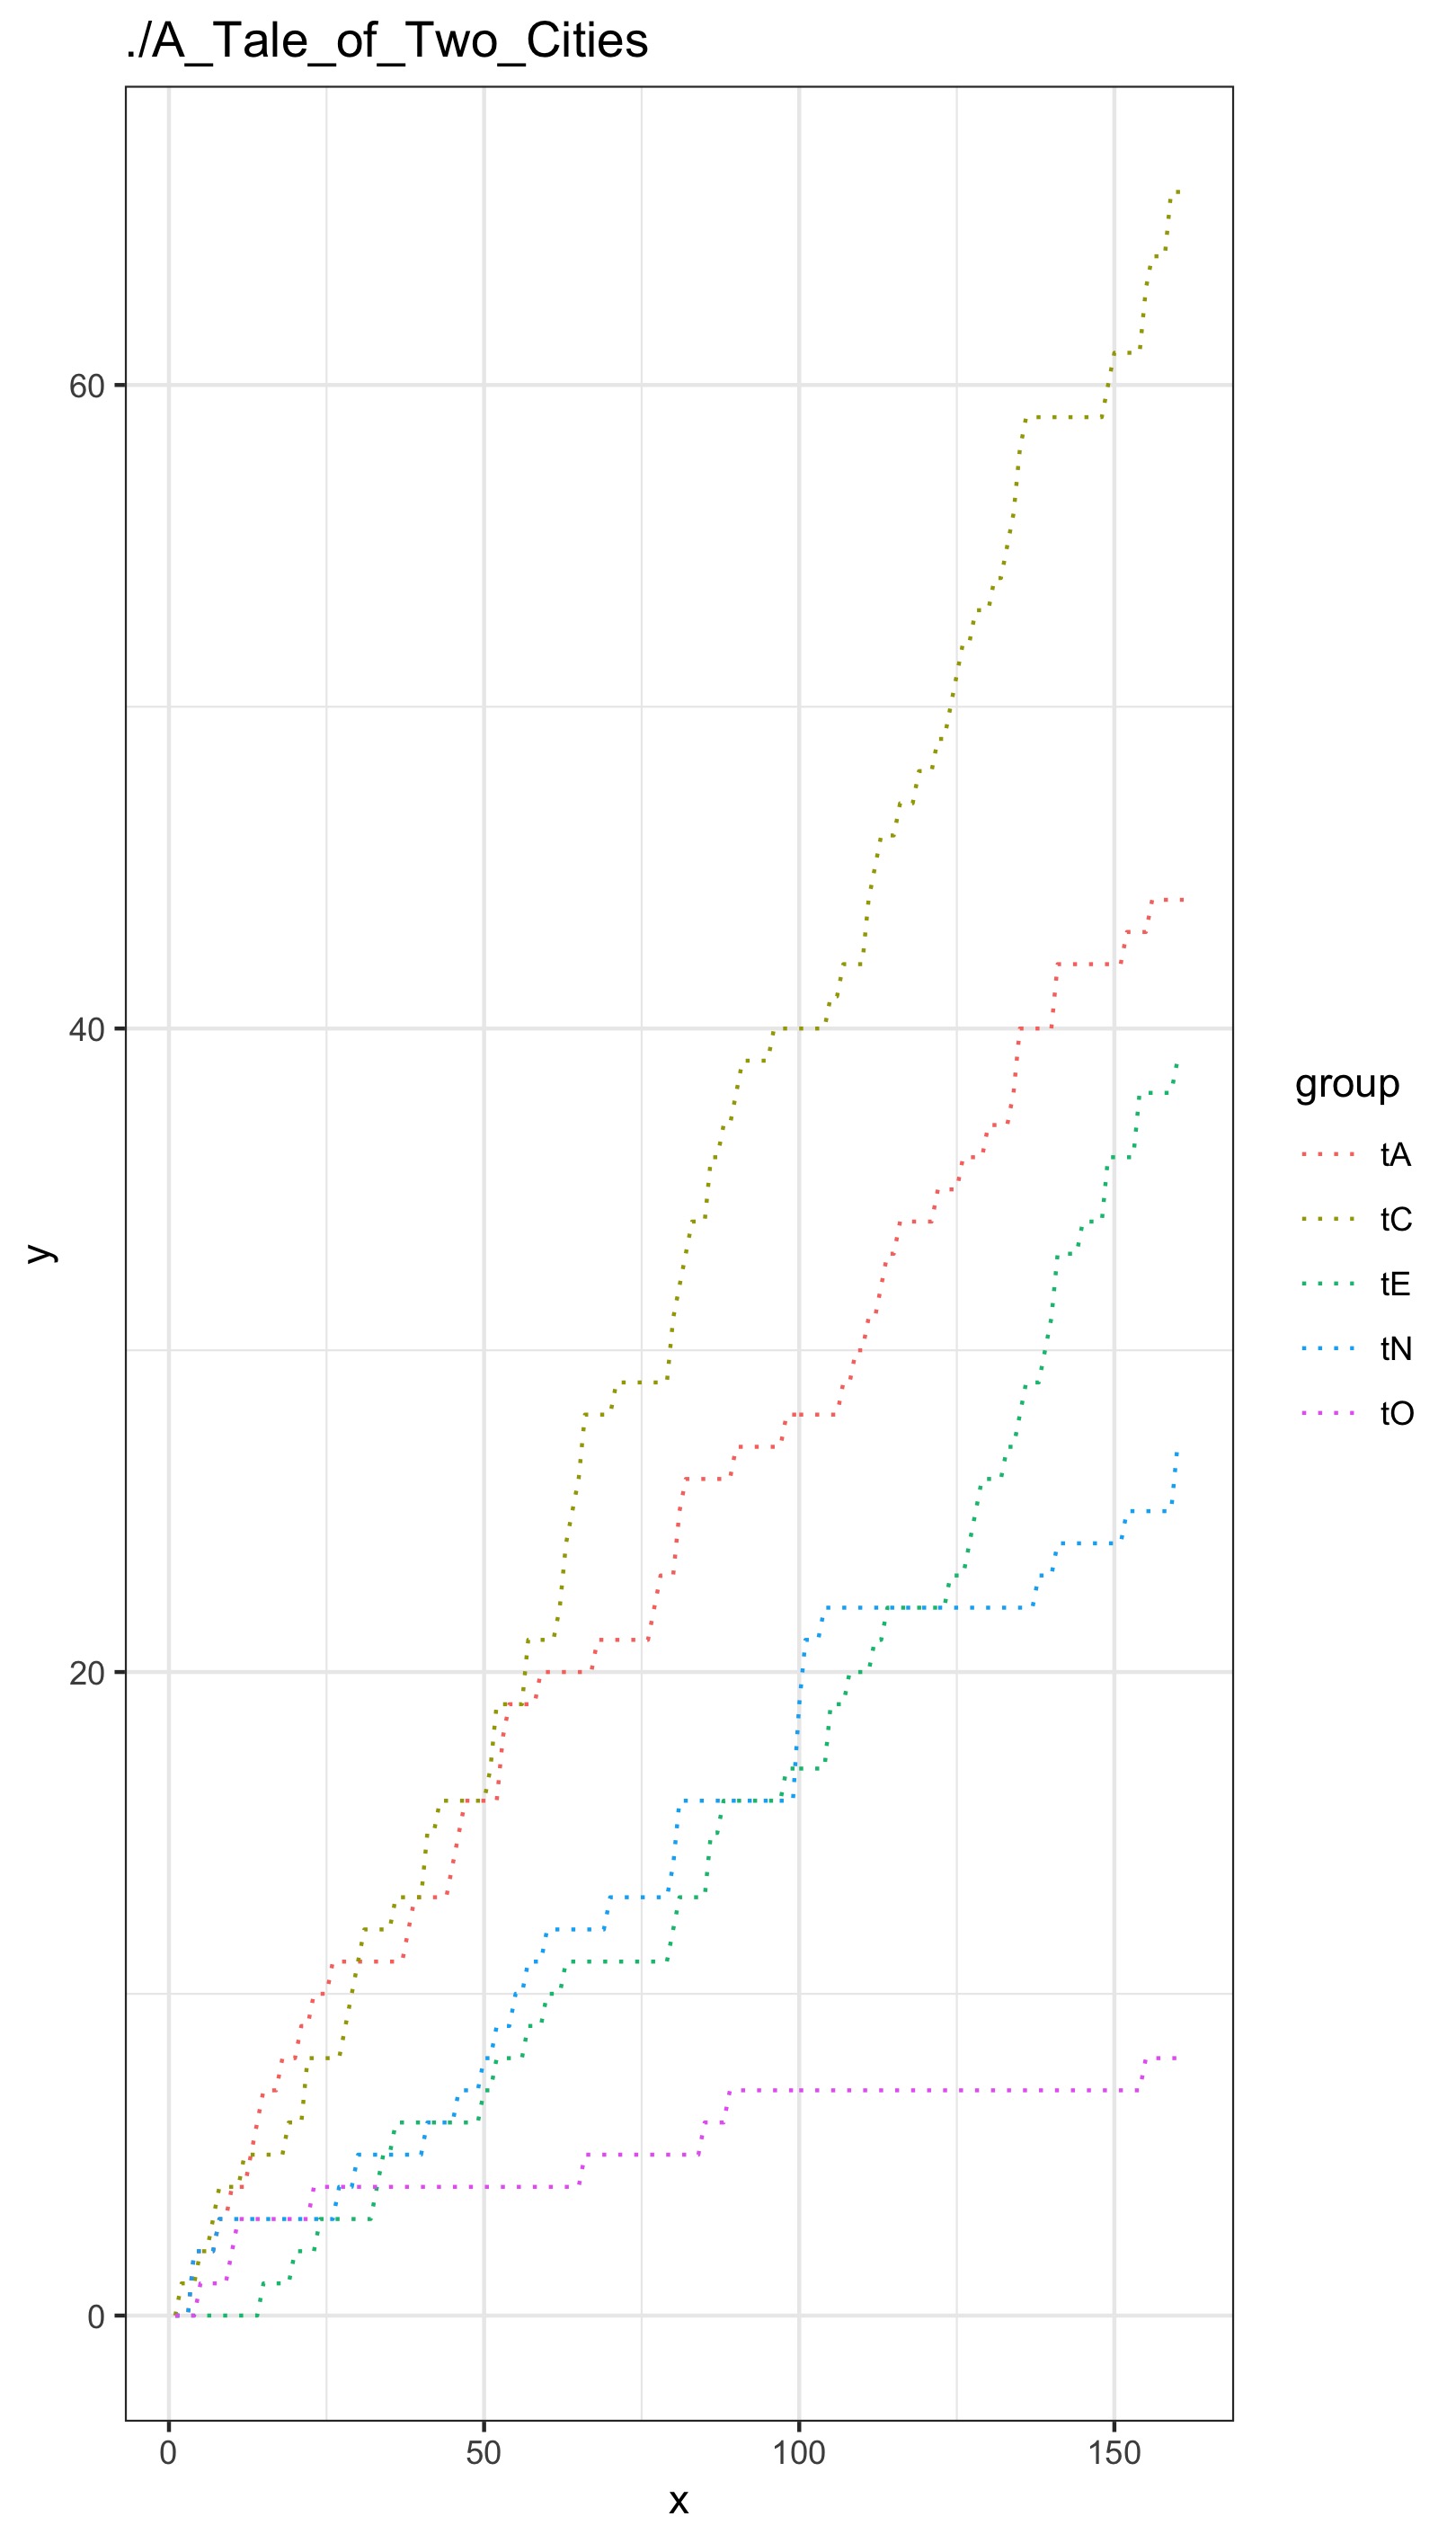 ./A_Tale_of_Two_Cities
60
40
20
0
y
0 50 100 150
x
group
tA
tC
tE
tN
tO